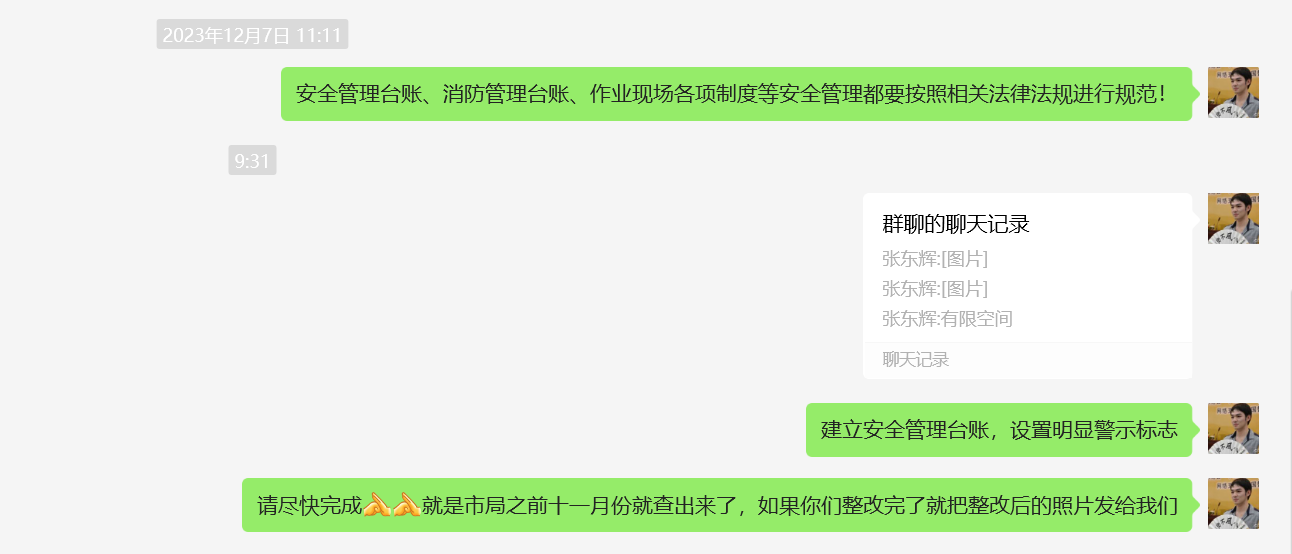 2023年12月7日 11:11
安全管理台账、消防管理台账、作业现场各项制度等安全管理都要按照相关法律法规进行规范！
9:31
群聊的聊天记录
张东辉:[图片]
张东辉:[图片]
张东辉:有限空间
聊天记录
建立安全管理台账，设置明显警示标志
请尽快完成🙏🙏就是市局之前十一月份就查出来了，如果你们整改完了就把整改后的照片发给我们